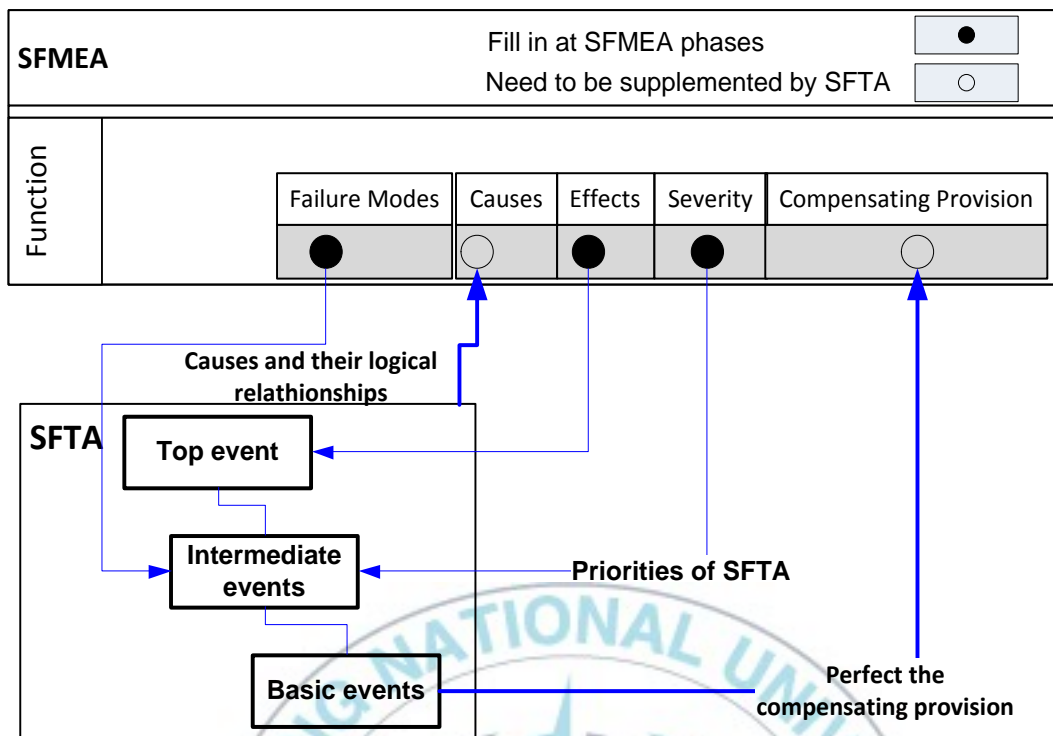 SFMEA
Fill in at SFMEA phases
Need to be supplemented by SFTA
Function
Failure Modes
Causes
Effects
Severity
Compensating Provision
Causes and their logical
relathionships
SFTA
Top event
Intermediate
events
Priorities of SFTA
Basic events
Perfect the
compensating provision
NATIONAL